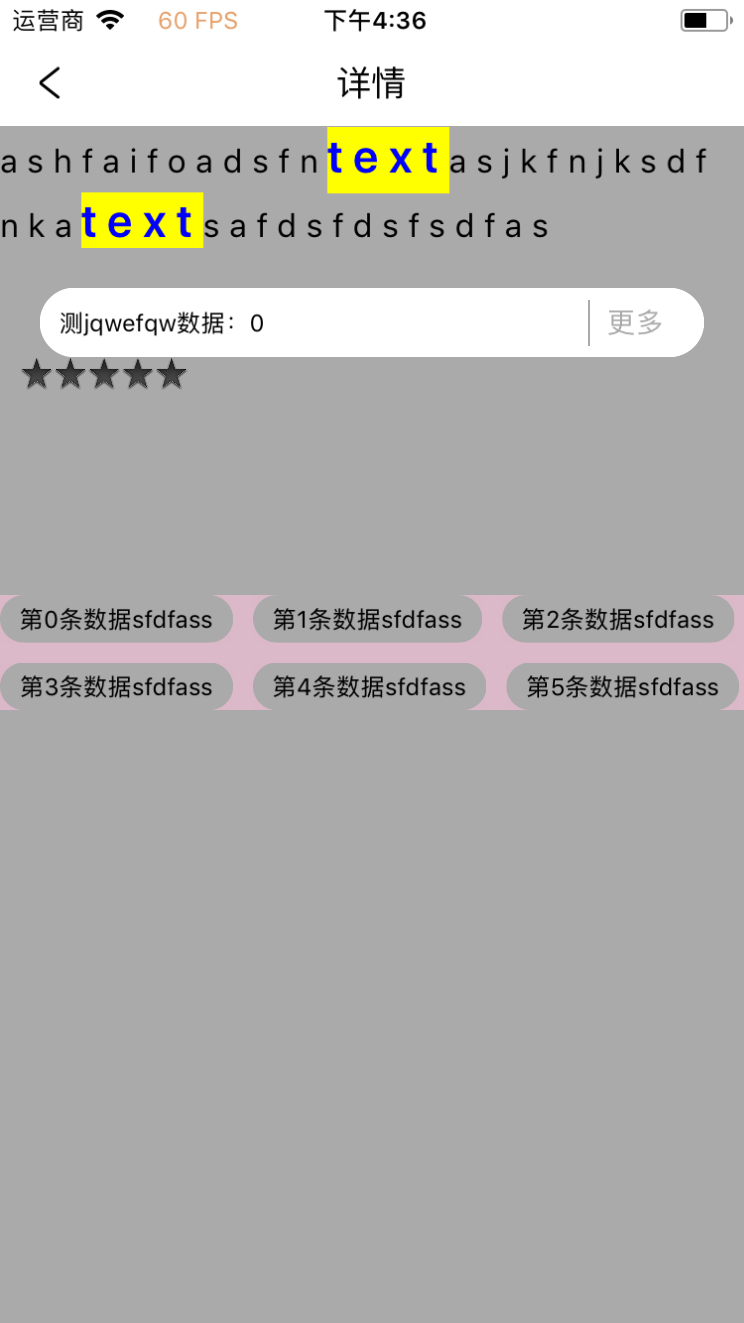 运营商 60 FPS 下午4:36
详情
ashfaifoadsfntextasjkfnjksdf
nkatextsafdsfdsfsdfas
测jqwefqw数据：0 更多
★★★★★
第0条数据sfdfass 第1条数据sfdfass 第2条数据sfdfass
第3条数据sfdfass 第4条数据sfdfass 第5条数据sfdfass